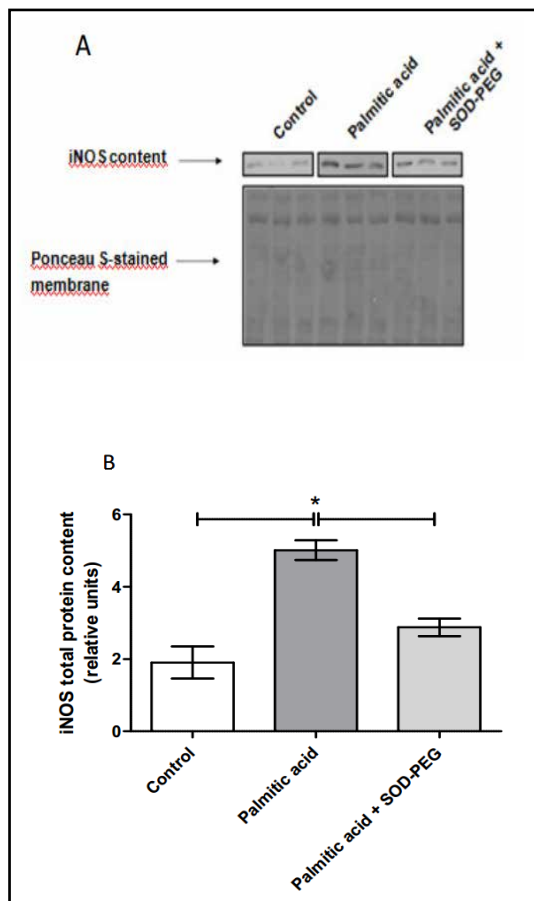 A
Control
Palmitic acid
Palmitic acid +
SOD-PEG
iNOS content
Ponceau S-stained
membrane
B
*
6
4
2
0
iNOS total protein content
(relative units)
Control
Palmitic acid
Palmitic acid + SOD-PEG